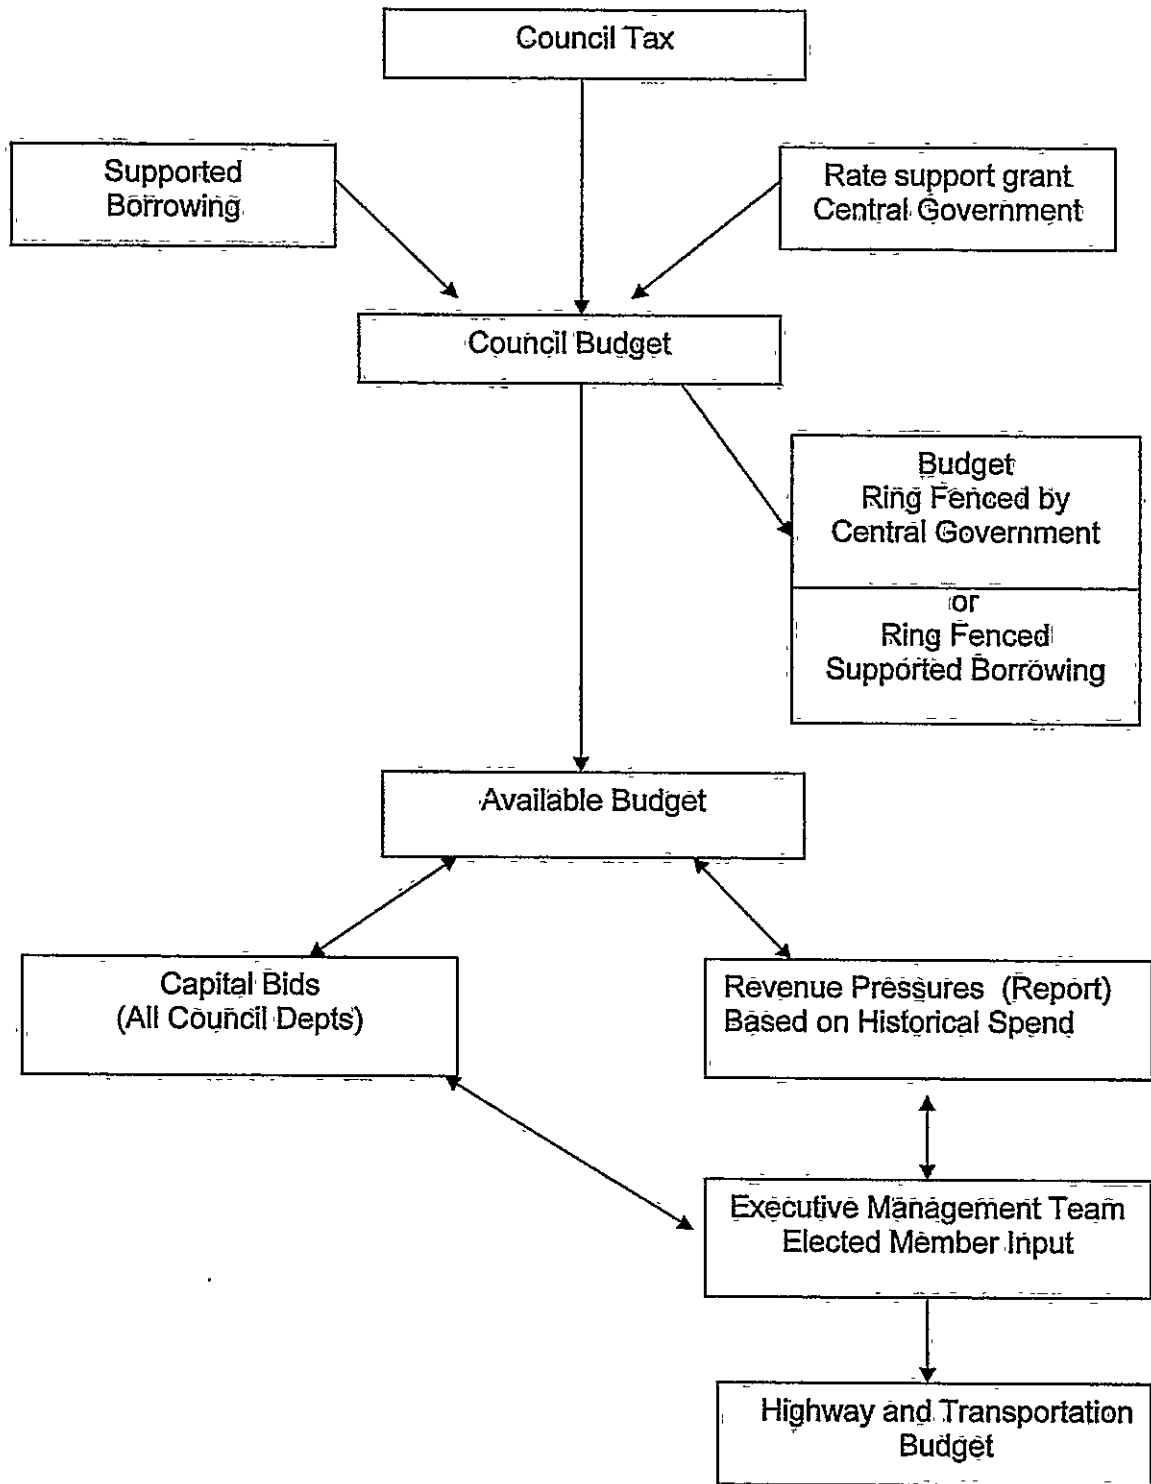 Council Tax
Supported
Borrowing
Rate support grant
Central Government
Council Budget
Budget
Ring Fenced by
Central Government
or
Ring Fenced
Supported Borrowing
Available Budget
Capital Bids
(All Council Depts)
Revenue Pressures (Report)
Based on Historical Spend
Executive Management Team
Elected Member Input
Highway and Transportation
Budget